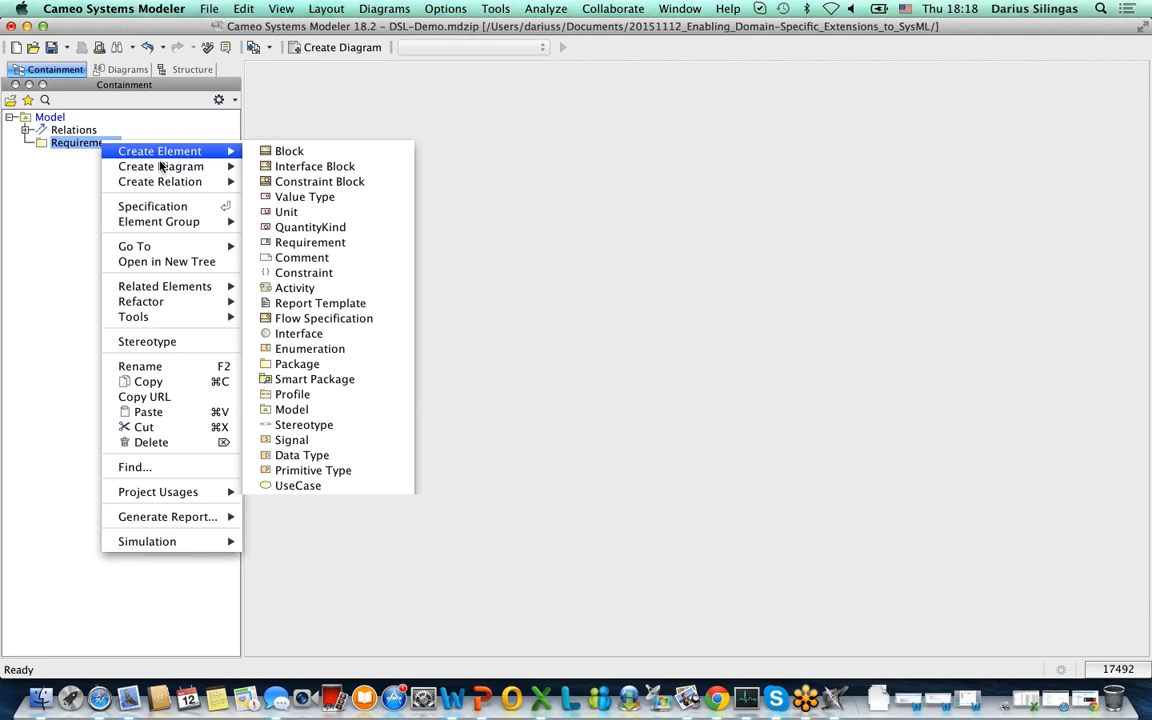 Cameo Systems Modeler File Edit View Layout Diagrams Options Tools Analyze Collaborate Window Help Thu 18:18 Darius Silingas
Cameo Systems Modeler 18.2 - DSL-Demo.mdzip [/Users/dariuss/Documents/20151112_Enabling_Domain-Specific_Extensions_to_SysML/]
Create Diagram
Containment Diagrams Structure
Containment
Model
Relations
Requireme
Create Element
Create Diagram
Create Relation
Specification
Element Group
Go To
Open in New Tree
Related Elements
Refactor
Tools
Stereotype
Rename F2
Copy ⌘C
Copy URL
Paste ⌘V
Cut ⌘X
Delete ⌦
Find...
Project Usages
Generate Report...
Simulation
Block
Interface Block
Constraint Block
Value Type
Unit
QuantityKind
Requirement
Comment
Constraint
Activity
Report Template
Flow Specification
Interface
Enumeration
Package
Smart Package
Profile
Model
Stereotype
Signal
Data Type
Primitive Type
UseCase
Ready 17492